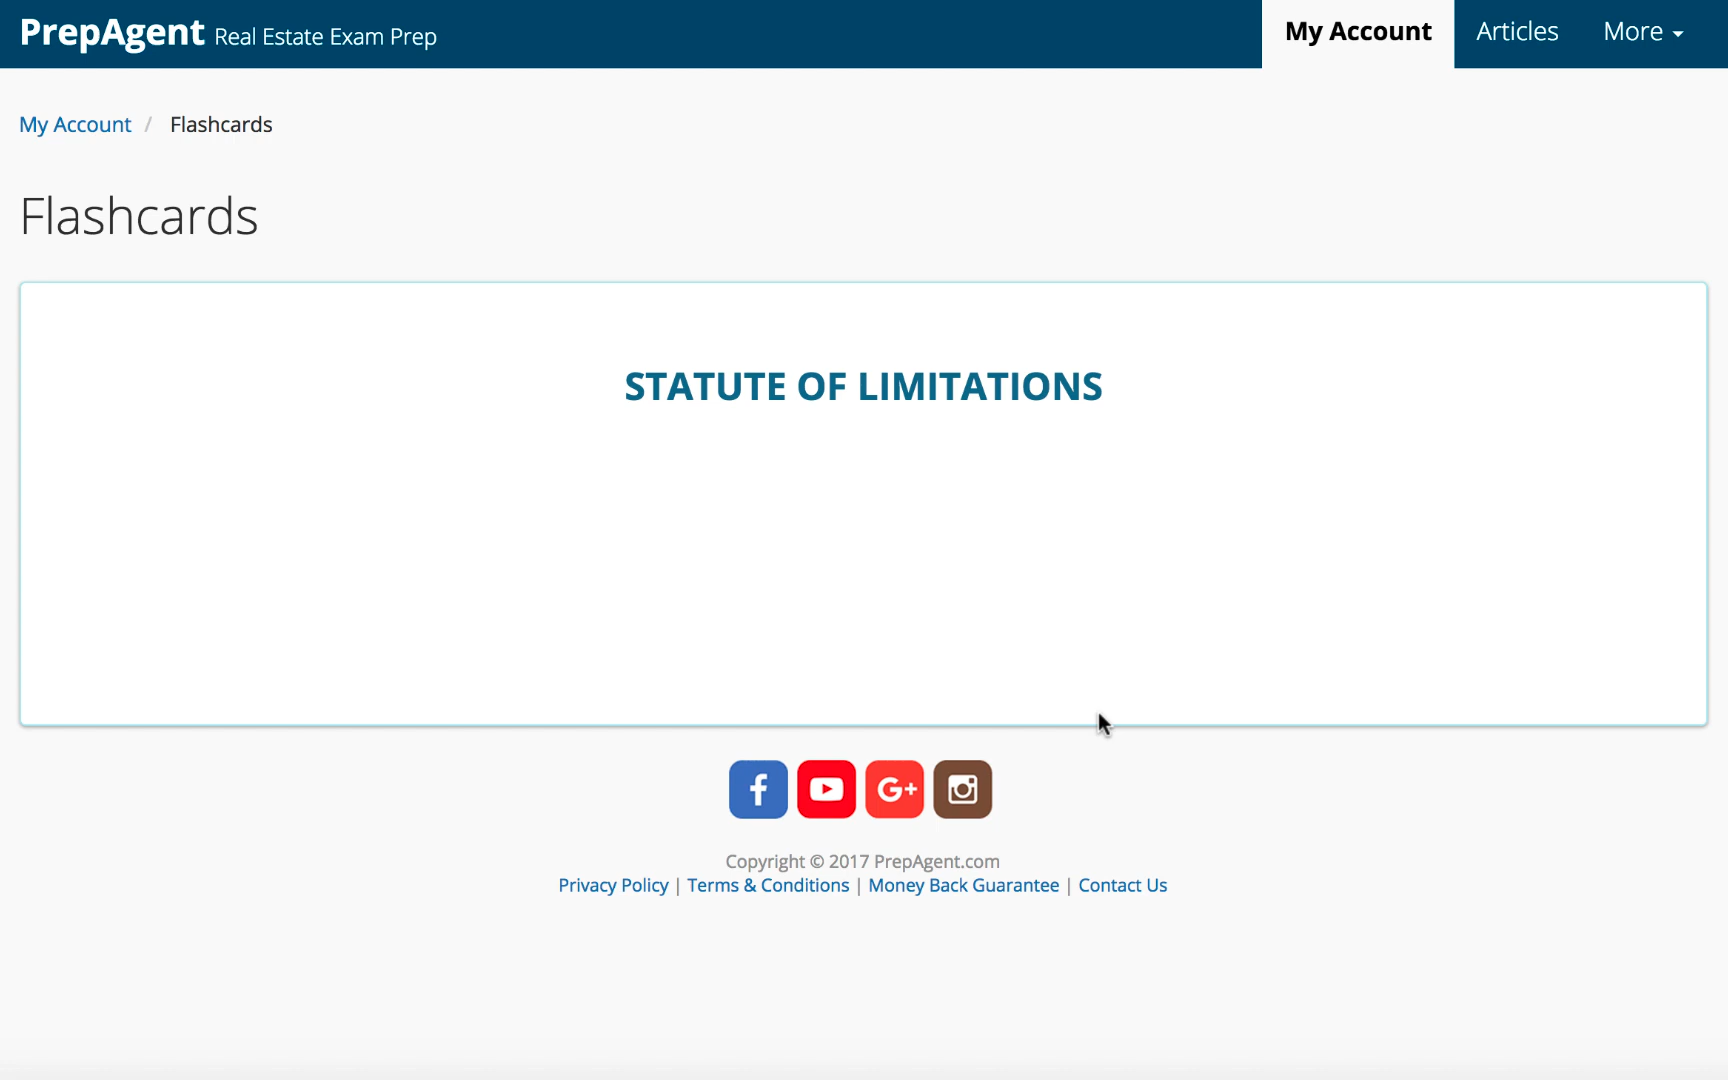 PrepAgent Real Estate Exam Prep
My Account
Articles
More
My Account / Flashcards
Flashcards
STATUTE OF LIMITATIONS
f
G+
Copyright © 2017 PrepAgent.com
Privacy Policy | Terms & Conditions | Money Back Guarantee | Contact Us